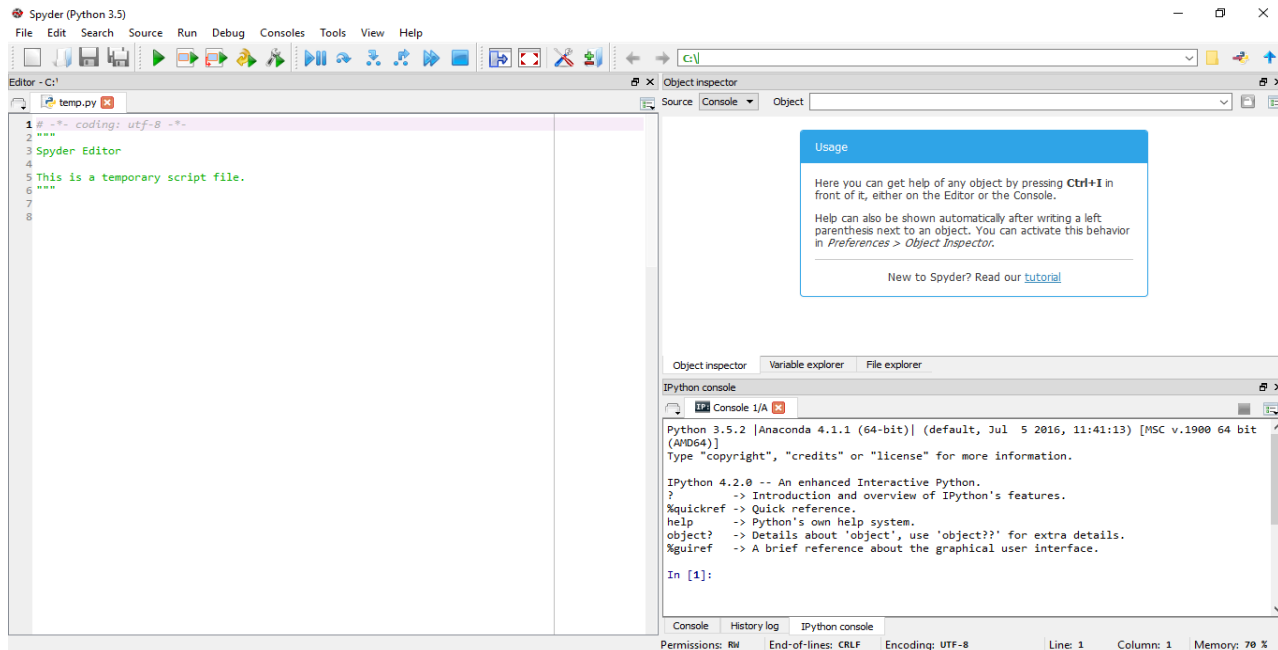 Spyder (Python 3.5)
File Edit Search Source Run Debug Consoles Tools View Help
C:\
Editor - C:\
temp.py
1 # -*- coding: utf-8 -*-
2 """
3 Spyder Editor
4
5 This is a temporary script file.
6 """
7
8
Object inspector
Source Console Object
Usage
Here you can get help of any object by pressing Ctrl+I in
front of it, either on the Editor or the Console.
Help can also be shown automatically after writing a left
parenthesis next to an object. You can activate this behavior
in Preferences > Object Inspector.
New to Spyder? Read our tutorial
Object inspector Variable explorer File explorer
IPython console
IP: Console 1/A
Python 3.5.2 |Anaconda 4.1.1 (64-bit)| (default, Jul  5 2016, 11:41:13) [MSC v.1900 64 bit
(AMD64)]
Type "copyright", "credits" or "license" for more information.
IPython 4.2.0 -- An enhanced Interactive Python.
?         -> Introduction and overview of IPython's features.
%quickref -> Quick reference.
help      -> Python's own help system.
object?   -> Details about 'object', use 'object??' for extra details.
%guiref   -> A brief reference about the graphical user interface.
In [1]:
Console History log IPython console
Permissions: RW End-of-lines: CRLF Encoding: UTF-8 Line: 1 Column: 1 Memory: 70 %